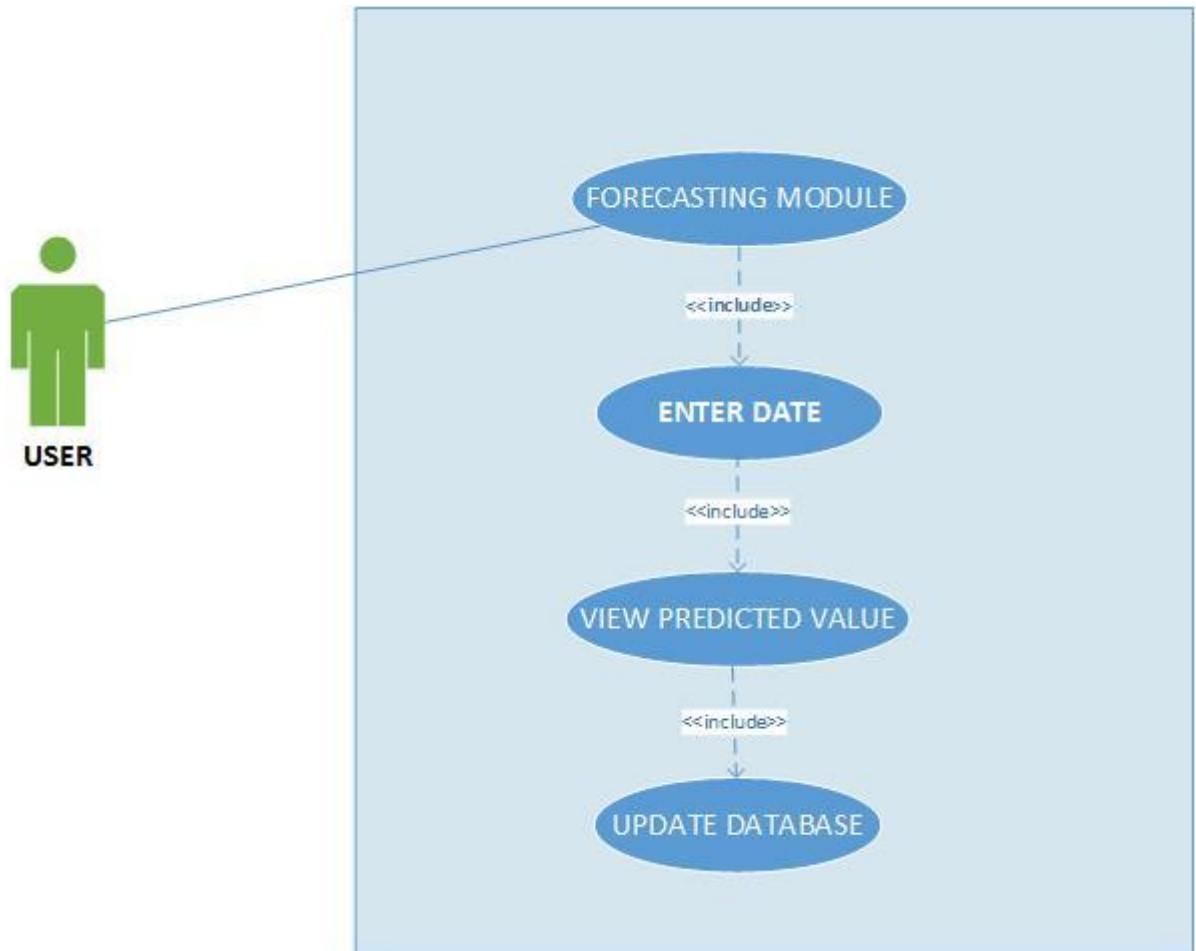 FORECASTING MODULE
<<include>>
ENTER DATE
USER
<<include>>
VIEW PREDICTED VALUE
<<include>>
UPDATE DATABASE